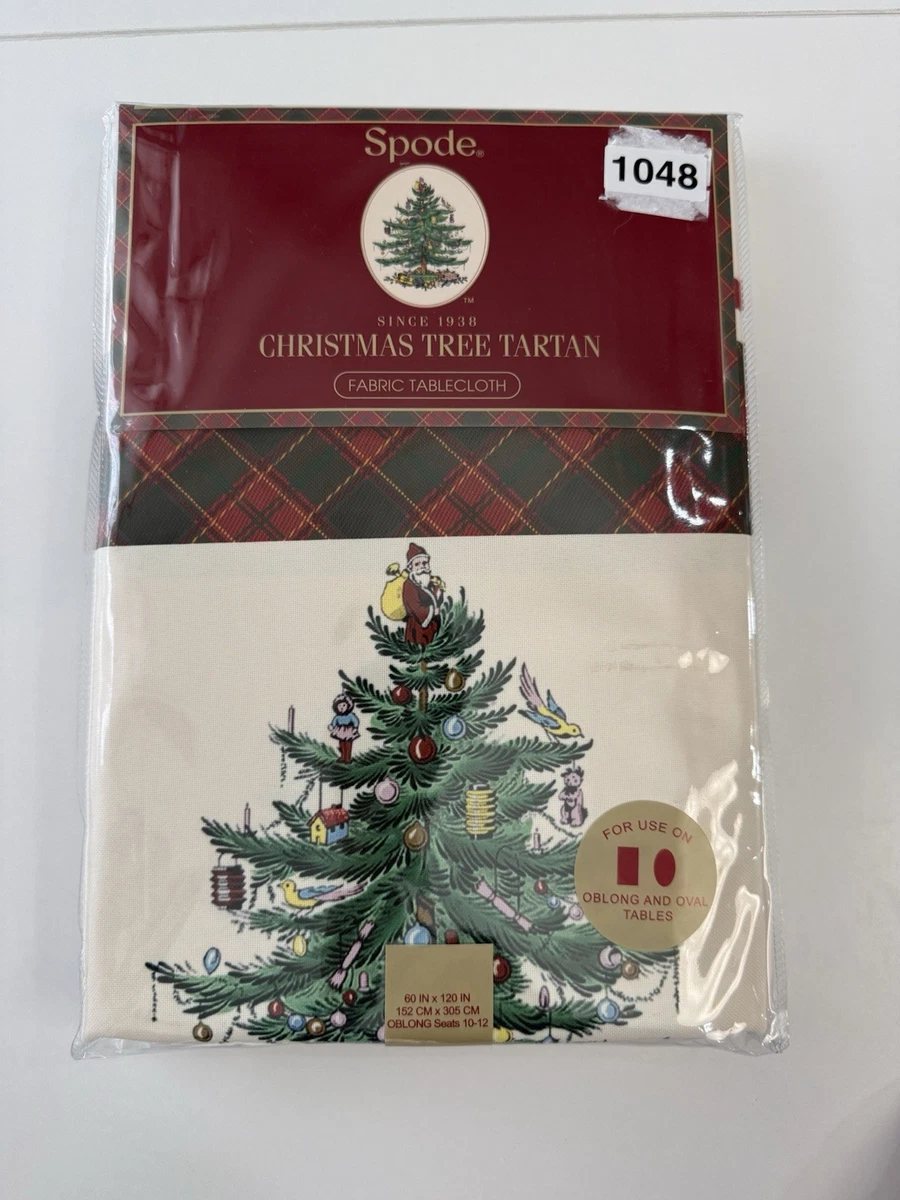 Spode®
1048
TM
SINCE 1938
CHRISTMAS TREE TARTAN
FABRIC TABLECLOTH
FOR USE ON
OBLONG AND OVAL
TABLES
60 IN x 120 IN
152 CM x 305 CM
OBLONG Seats 10-12